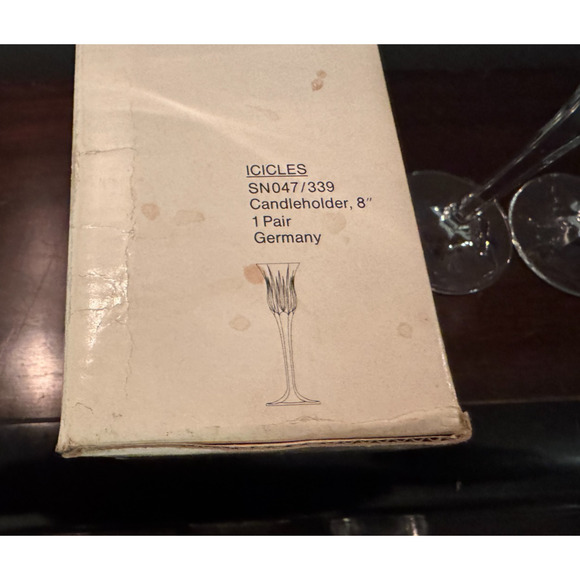 ICICLES
SN047/339
Candleholder, 8"
1 Pair
Germany